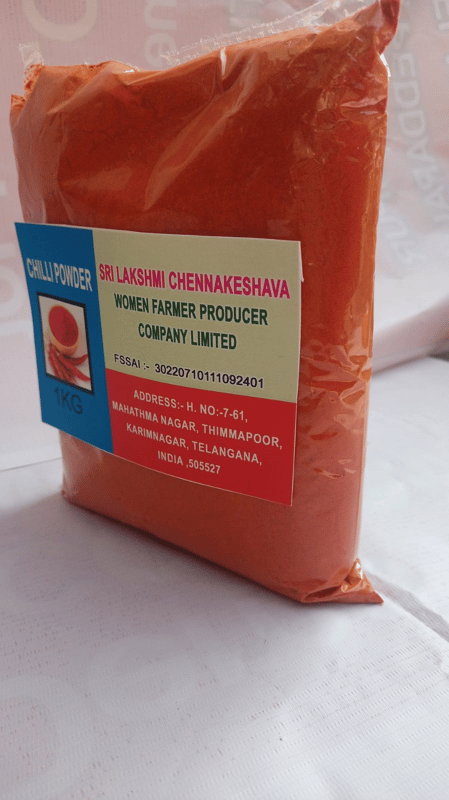 CHILLI POWDER
1KG
SRI LAKSHMI CHENNAKESHAVA
WOMEN FARMER PRODUCER
COMPANY LIMITED
FSSAI :- 30220710111092401
ADDRESS:- H. NO:-7-61,
MAHATHMA NAGAR, THIMMAPOOR,
KARIMNAGAR, TELANGANA,
INDIA ,505527